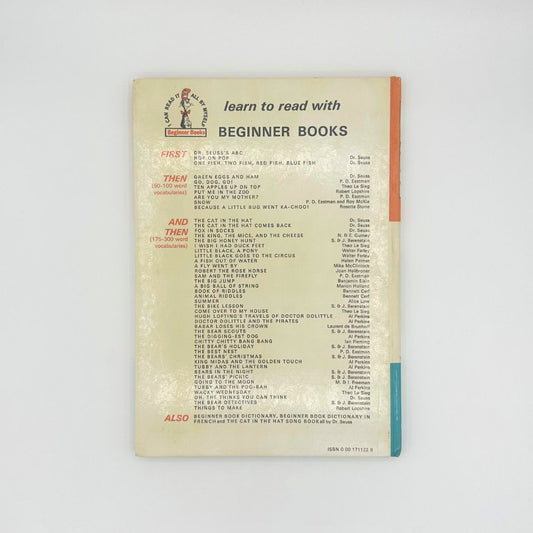 I CAN READ IT ALL BY MYSELF
Beginner Books
learn to read with
BEGINNER BOOKS
FIRST
DR. SEUSS'S ABC
HOP ON POP Dr. Seuss
ONE FISH, TWO FISH, RED FISH, BLUE FISH Dr. Seuss
THEN
(50-100 word
vocabularies)
GREEN EGGS AND HAM Dr. Seuss
GO, DOG, GO! P. D. Eastman
TEN APPLES UP ON TOP Theo Le Sieg
PUT ME IN THE ZOO Robert Lopshire
ARE YOU MY MOTHER? P. D. Eastman
SNOW P. D. Eastman and Roy McKie
BECAUSE A LITTLE BUG WENT KA-CHOO! Rosetta Stone
AND
THEN
(175-300 word
vocabularies)
THE CAT IN THE HAT Dr. Seuss
THE CAT IN THE HAT COMES BACK Dr. Seuss
FOX IN SOCKS Dr. Seuss
THE KING, THE MICE, AND THE CHEESE N. & E. Gurney
THE BIG HONEY HUNT S. & J. Berenstain
I WISH I HAD DUCK FEET Theo Le Sieg
LITTLE BLACK, A PONY Walter Farley
LITTLE BLACK GOES TO THE CIRCUS Walter Farley
A FISH OUT OF WATER Helen Palmer
A FLY WENT BY Mike McClintock
ROBERT THE ROSE HORSE Joan Heilbroner
SAM AND THE FIREFLY P. D. Eastman
THE BIG JUMP Benjamin Elkin
A BIG BALL OF STRING Marion Holland
BOOK OF RIDDLES Bennett Cerf
ANIMAL RIDDLES Bennett Cerf
SUMMER Alice Low
THE BIKE LESSON S. & J. Berenstain
COME OVER TO MY HOUSE Theo Le Sieg
HUGH LOFTING'S TRAVELS OF DOCTOR DOLITTLE Al Perkins
DOCTOR DOLITTLE AND THE PIRATES Al Perkins
BABAR LOSES HIS CROWN Laurent de Brunhoff
THE BEAR SCOUTS S. & J. Berenstain
THE DIGGING-EST DOG Al Perkins
CHITTY CHITTY BANG BANG Ian Fleming
THE BEAR'S HOLIDAY S. & J. Berenstain
THE BEST NEST P. D. Eastman
THE BEARS' CHRISTMAS S. & J. Berenstain
KING MIDAS AND THE GOLDEN TOUCH Al Perkins
TUBBY AND THE LANTERN Al Perkins
BEARS IN THE NIGHT S. & J. Berenstain
THE BEARS' PICNIC S. & J. Berenstain
GOING TO THE MOON M. & I. Freeman
TUBBY AND THE POO-BAH Al Perkins
WACKY WEDNESDAY Theo Le Sieg
OH, THE THINKS YOU CAN THINK Dr. Seuss
THE BEAR DETECTIVES S. & J. Berenstain
THINGS TO MAKE Robert Lopshire
ALSO
BEGINNER BOOK DICTIONARY, BEGINNER BOOK DICTIONARY IN
FRENCH and THE CAT IN THE HAT SONG BOOK all by Dr. Seuss
ISBN 0 00 171122 8